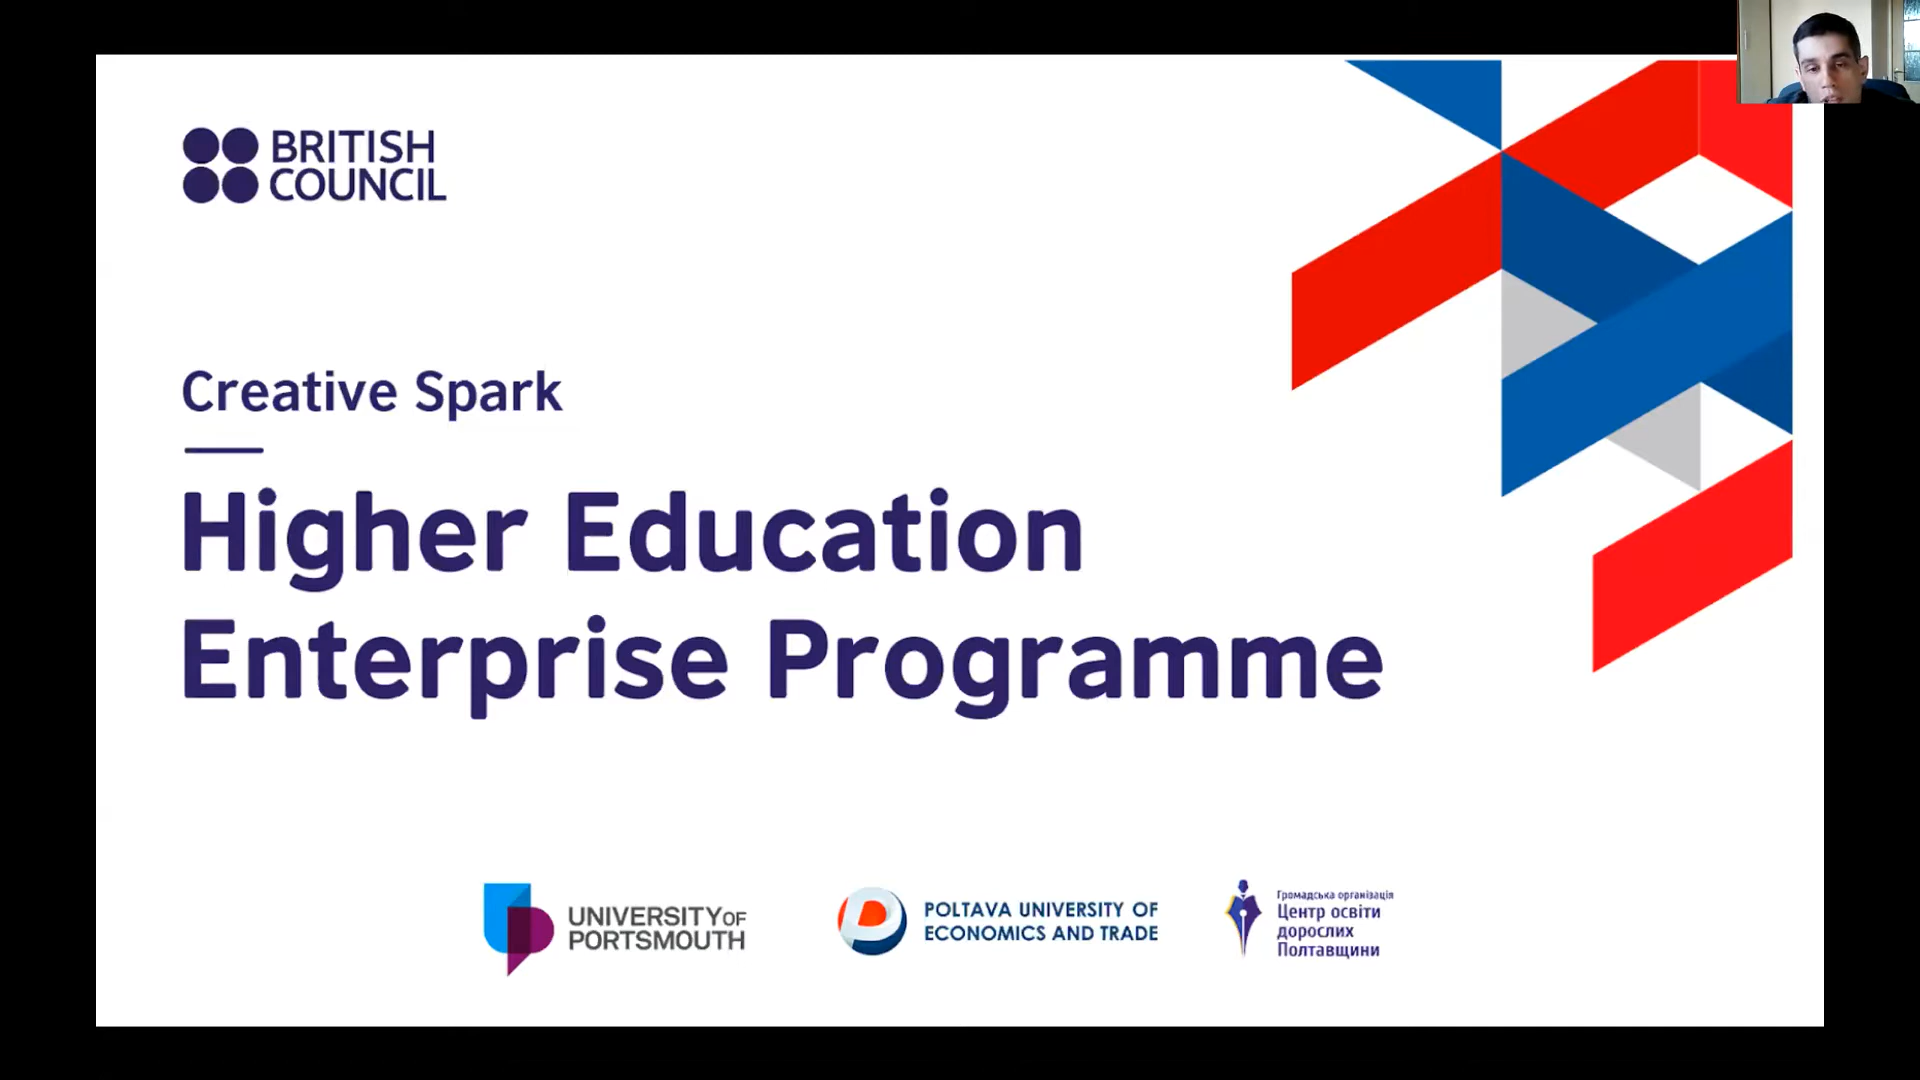 BRITISH
COUNCIL
Creative Spark
Higher Education
Enterprise Programme
UNIVERSITY OF
PORTSMOUTH
POLTAVA UNIVERSITY OF
ECONOMICS AND TRADE
Громадська організація
Центр освіти
дорослих
Полтавщини